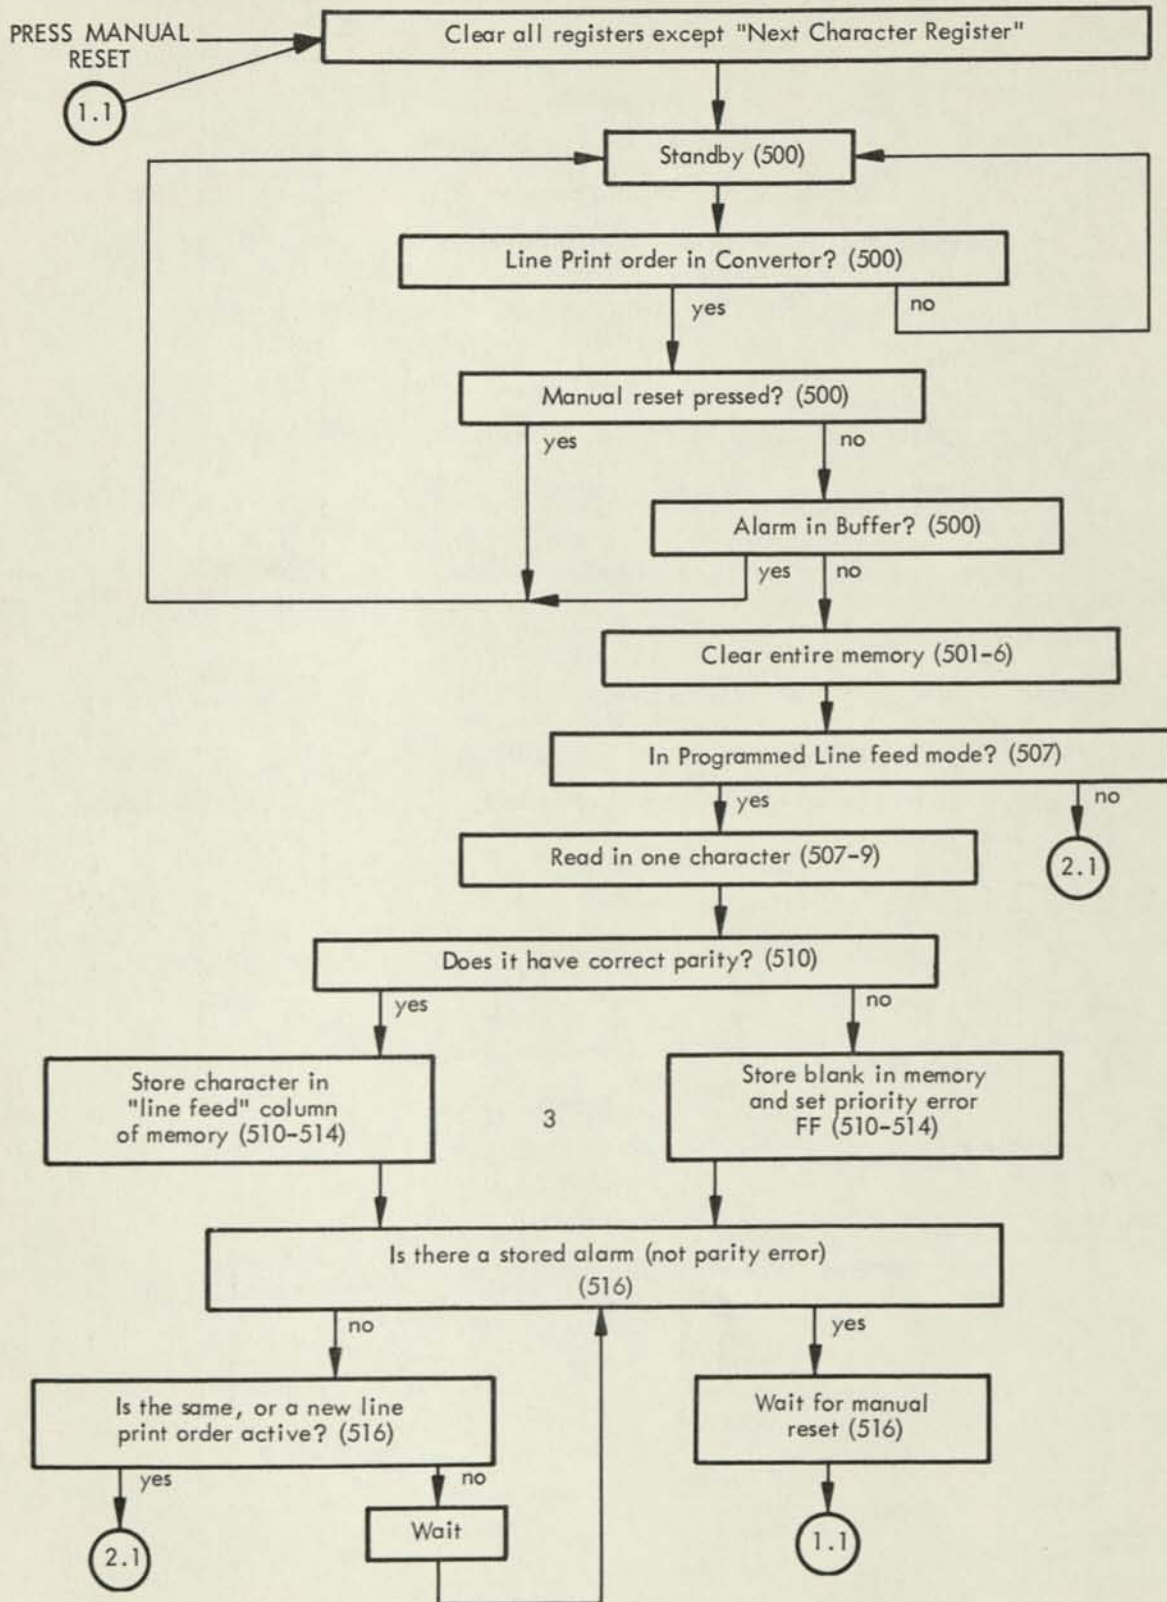 PRESS MANUAL
RESET
1.1
Clear all registers except "Next Character Register"
Standby (500)
Line Print order in Convertor? (500)
yes
no
Manual reset pressed? (500)
yes
no
Alarm in Buffer? (500)
yes
no
Clear entire memory (501-6)
In Programmed Line feed mode? (507)
yes
no
Read in one character (507-9)
2.1
Does it have correct parity? (510)
yes
no
Store character in
"line feed" column
of memory (510-514)
3
Store blank in memory
and set priority error
FF (510-514)
Is there a stored alarm (not parity error)
(516)
no
yes
Is the same, or a new line
print order active? (516)
Wait for manual
reset (516)
yes
no
Wait
2.1
1.1